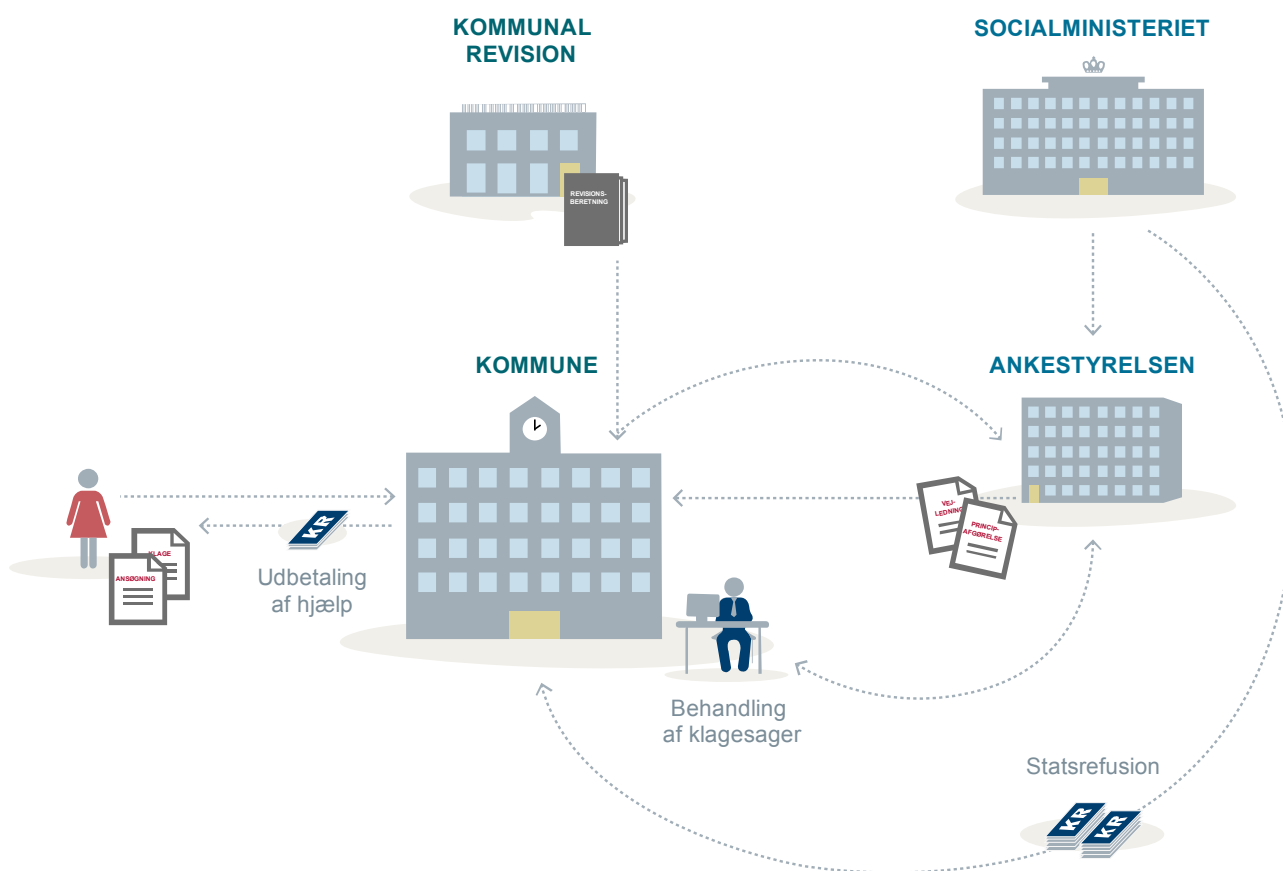 KOMMUNAL
REVISION
SOCIALMINISTERIET
REVISIONS-
BERETNING
KOMMUNE
ANKESTYRELSEN
VEJ-
LEDNING
PRINCIP-
AFGØRELSE
KLAGE
ANSØGNING
KR
Udbetaling
af hjælp
Behandling
af klagesager
Statsrefusion
KR
KR